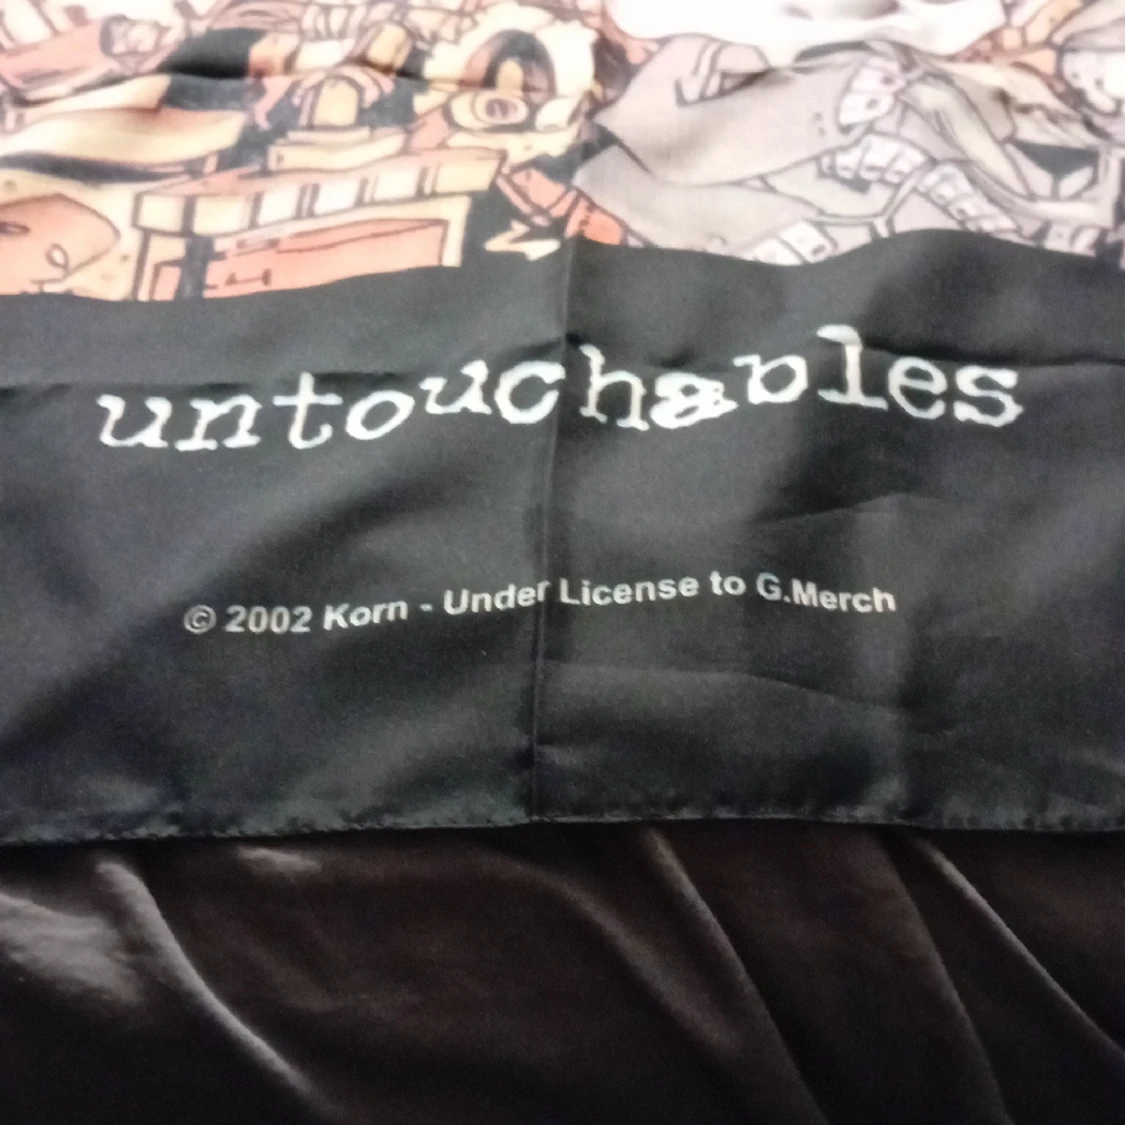 untouchables
© 2002 Korn - Under License to G.Merch